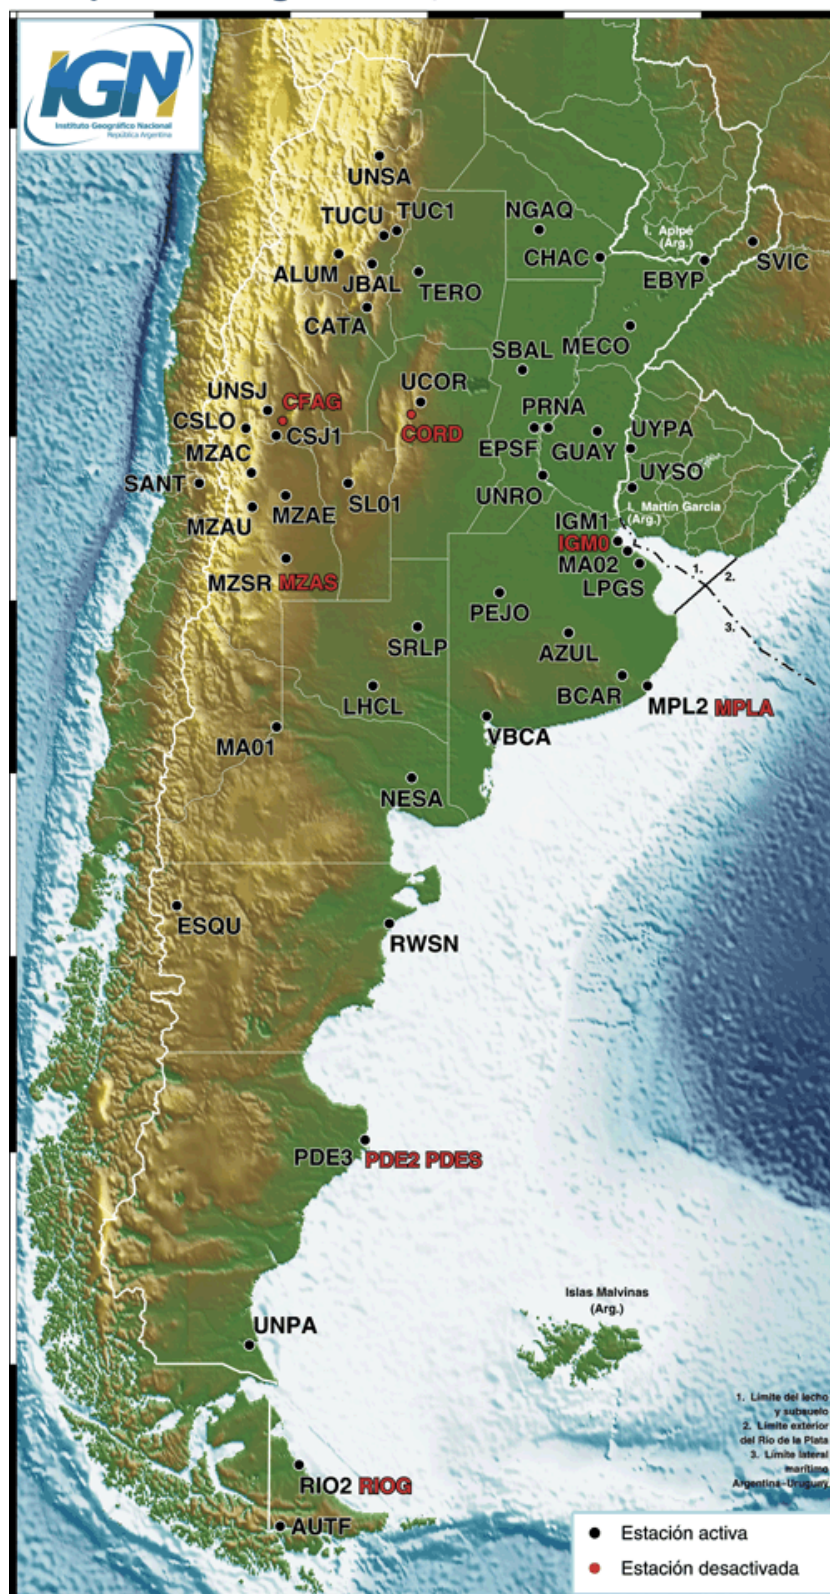 IGN
Instituto Geográfico Nacional
República Argentina
UNSA
TUCU TUC1 NGAQ
I. Apipé
(Arg.)
CHAC SVIC
ALUM JBAL TERO EBYP
CATA
SBAL MECO
UNSJ UCOR
CFAG PRNA
CSLO CSJ1 CORD EPSF GUAY UYPA
MZAC
SANT SL01 UNRO UYSO
MZAU MZAE
I. Martín García
(Arg.)
IGM1
IGM0
MA02
MZSR MZAS LPGS
1. 2.
3.
PEJO
SRLP AZUL
LHCL BCAR
MPL2 MPLA
MA01 VBCA
NESA
ESQU
RWSN
PDE3 PDE2 PDES
Islas Malvinas
(Arg.)
UNPA
1. Límite del lecho
y subsuelo
2. Límite exterior
del Río de la Plata
3. Límite lateral
marítimo
Argentina-Uruguay
RIO2 RIOG
AUTF
Estación activa
Estación desactivada